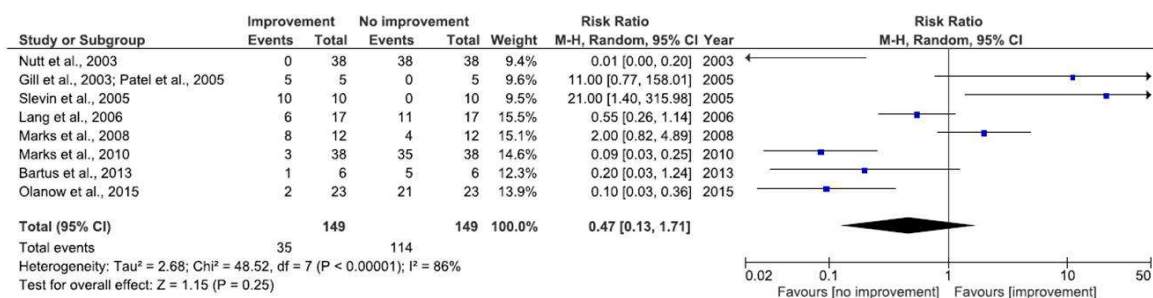 Improvement No improvement Risk Ratio Risk Ratio
Study or Subgroup Events Total Events Total Weight M-H, Random, 95% CI Year M-H, Random, 95% CI
Nutt et al., 2003 0 38 38 38 9.4% 0.01 [0.00, 0.20] 2003
Gill et al., 2003; Patel et al., 2005 5 5 0 5 9.6% 11.00 [0.77, 158.01] 2005
Slevin et al., 2005 10 10 0 10 9.5% 21.00 [1.40, 315.98] 2005
Lang et al., 2006 6 17 11 17 15.5% 0.55 [0.26, 1.14] 2006
Marks et al., 2008 8 12 4 12 15.1% 2.00 [0.82, 4.89] 2008
Marks et al., 2010 3 38 35 38 14.6% 0.09 [0.03, 0.25] 2010
Bartus et al., 2013 1 6 5 6 12.3% 0.20 [0.03, 1.24] 2013
Olanow et al., 2015 2 23 21 23 13.9% 0.10 [0.03, 0.36] 2015
Total (95% CI) 149 149 100.0% 0.47 [0.13, 1.71]
Total events 35 114
Heterogeneity: Tau² = 2.68; Chi² = 48.52, df = 7 (P < 0.00001); I² = 86%
Test for overall effect: Z = 1.15 (P = 0.25)
0.02 0.1 1 10 50
Favours [no improvement] Favours [improvement]